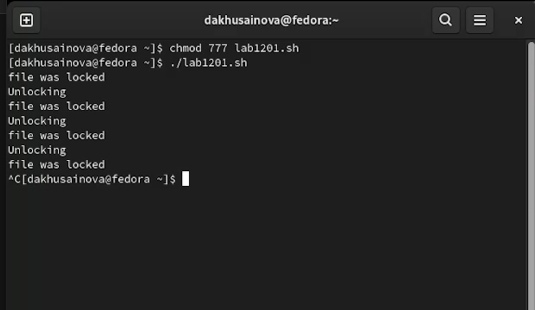 dakhusainova@fedora:~
[dakhusainova@fedora ~]$ chmod 777 lab1201.sh
[dakhusainova@fedora ~]$ ./lab1201.sh
file was locked
Unlocking
file was locked
Unlocking
file was locked
Unlocking
file was locked
^C[dakhusainova@fedora ~]$